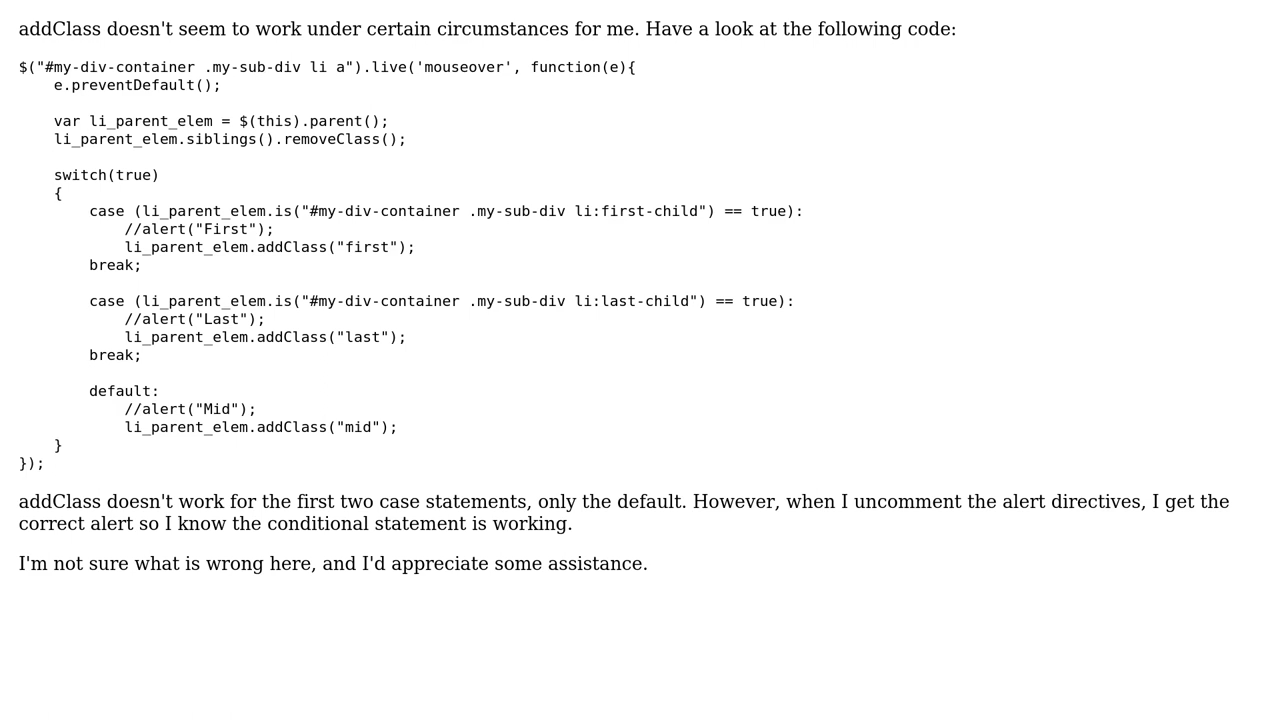 addClass doesn't seem to work under certain circumstances for me. Have a look at the following code:
$("#my-div-container .my-sub-div li a").live('mouseover', function(e){
    e.preventDefault();

    var li_parent_elem = $(this).parent();
    li_parent_elem.siblings().removeClass();

    switch(true)
    {
        case (li_parent_elem.is("#my-div-container .my-sub-div li:first-child") == true):
            //alert("First");
            li_parent_elem.addClass("first");
        break;

        case (li_parent_elem.is("#my-div-container .my-sub-div li:last-child") == true):
            //alert("Last");
            li_parent_elem.addClass("last");
        break;

        default:
            //alert("Mid");
            li_parent_elem.addClass("mid");
    }
});
addClass doesn't work for the first two case statements, only the default. However, when I uncomment the alert directives, I get the
correct alert so I know the conditional statement is working.
I'm not sure what is wrong here, and I'd appreciate some assistance.